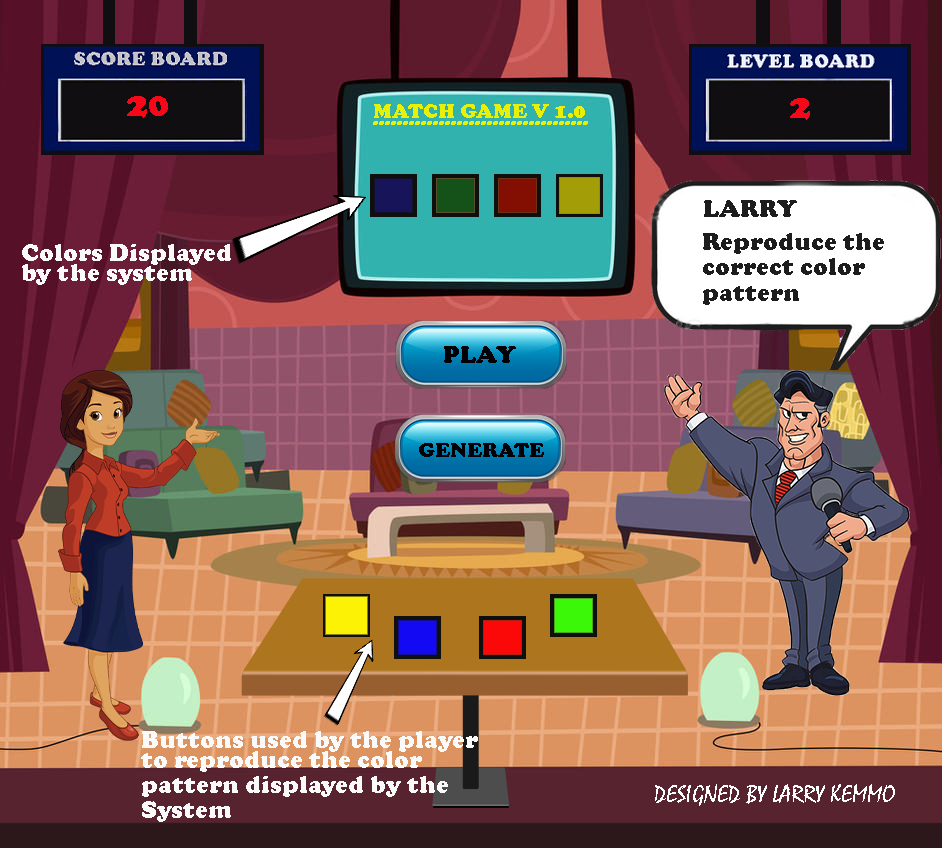 SCORE BOARD
20
MATCH GAME V 1.0
LEVEL BOARD
2
LARRY
Reproduce the
correct color
pattern
Colors Displayed
by the system
PLAY
GENERATE
Buttons used by the player
to reproduce the color
pattern displayed by the
System
DESIGNED BY LARRY KEMMO